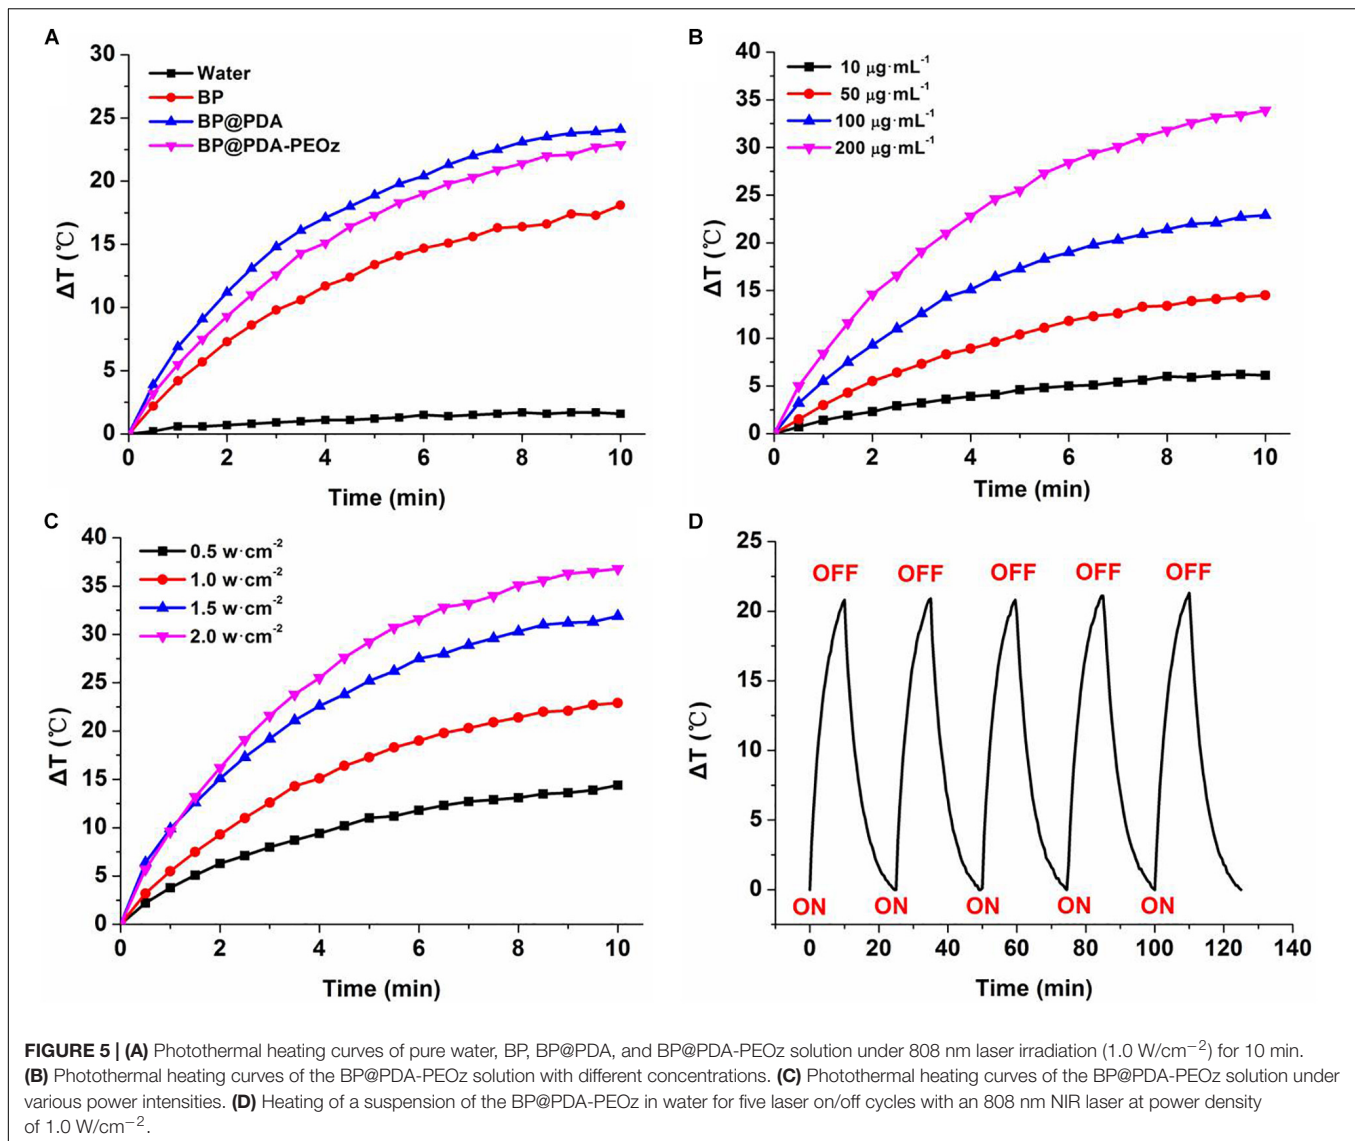 A
30
25
20
15
10
5
0
ΔT (℃)
Water
BP
BP@PDA
BP@PDA-PEOz
0 2 4 6 8 10
Time (min)
B
40
35
30
25
20
15
10
5
0
ΔT (℃)
10 μg·mL⁻¹
50 μg·mL⁻¹
100 μg·mL⁻¹
200 μg·mL⁻¹
0 2 4 6 8 10
Time (min)
C
40
35
30
25
20
15
10
5
0
ΔT (℃)
0.5 w·cm⁻²
1.0 w·cm⁻²
1.5 w·cm⁻²
2.0 w·cm⁻²
0 2 4 6 8 10
Time (min)
D
25
20
15
10
5
0
ΔT (℃)
OFF OFF OFF OFF OFF
ON ON ON ON ON
0 20 40 60 80 100 120 140
Time (min)
FIGURE 5 | (A) Photothermal heating curves of pure water, BP, BP@PDA, and BP@PDA-PEOz solution under 808 nm laser irradiation (1.0 W/cm⁻²) for 10 min.
(B) Photothermal heating curves of the BP@PDA-PEOz solution with different concentrations. (C) Photothermal heating curves of the BP@PDA-PEOz solution under
various power intensities. (D) Heating of a suspension of the BP@PDA-PEOz in water for five laser on/off cycles with an 808 nm NIR laser at power density
of 1.0 W/cm⁻².